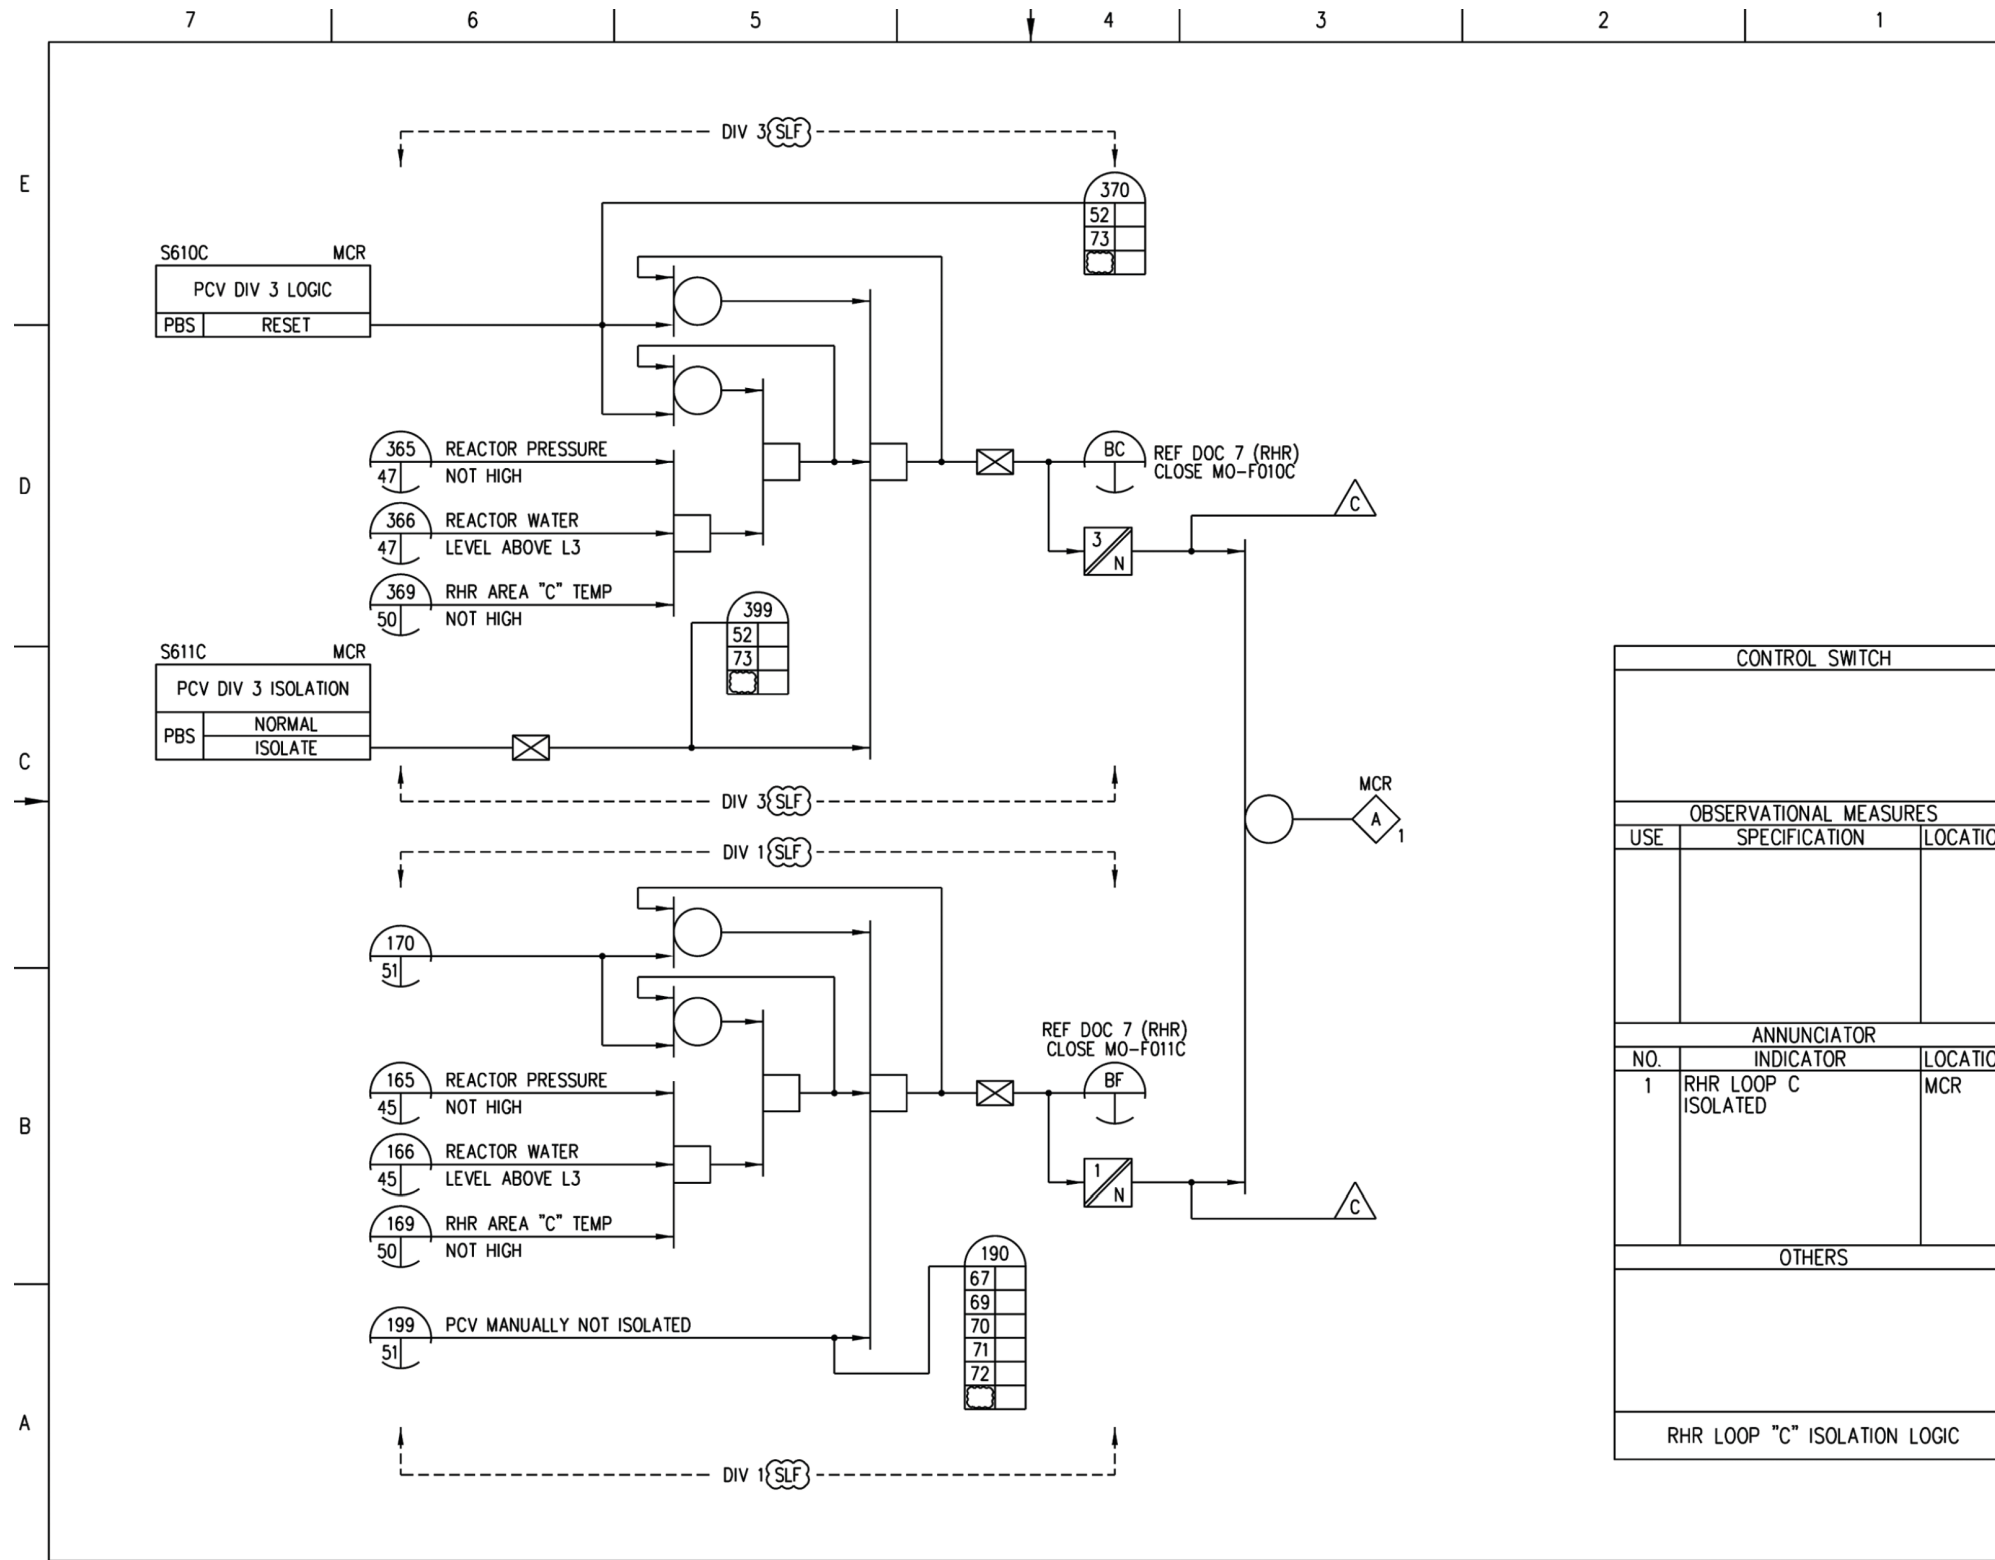 7 6 5 4 3 2 1
E
D
C
B
A
DIV 3 SLF
370
52
73
S610C MCR
PCV DIV 3 LOGIC
PBS RESET
365 REACTOR PRESSURE
47 NOT HIGH
366 REACTOR WATER
47 LEVEL ABOVE L3
369 RHR AREA "C" TEMP
50 NOT HIGH
BC
REF DOC 7 (RHR)
CLOSE MO-F010C
C
3
N
399
52
73
S611C MCR
PCV DIV 3 ISOLATION
PBS
NORMAL
ISOLATE
DIV 3 SLF
MCR
A
1
DIV 1 SLF
170
51
165 REACTOR PRESSURE
45 NOT HIGH
166 REACTOR WATER
45 LEVEL ABOVE L3
169 RHR AREA "C" TEMP
50 NOT HIGH
REF DOC 7 (RHR)
CLOSE MO-F011C
BF
1
N
C
190
67
69
70
71
72
199 PCV MANUALLY NOT ISOLATED
51
DIV 1 SLF
CONTROL SWITCH
OBSERVATIONAL MEASURES
USE SPECIFICATION LOCATIO
ANNUNCIATOR
NO. INDICATOR LOCATIO
1 RHR LOOP C MCR
ISOLATED
OTHERS
RHR LOOP "C" ISOLATION LOGIC